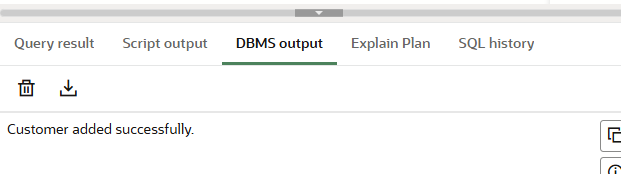 Query result Script output DBMS output Explain Plan SQL history
Customer added successfully.